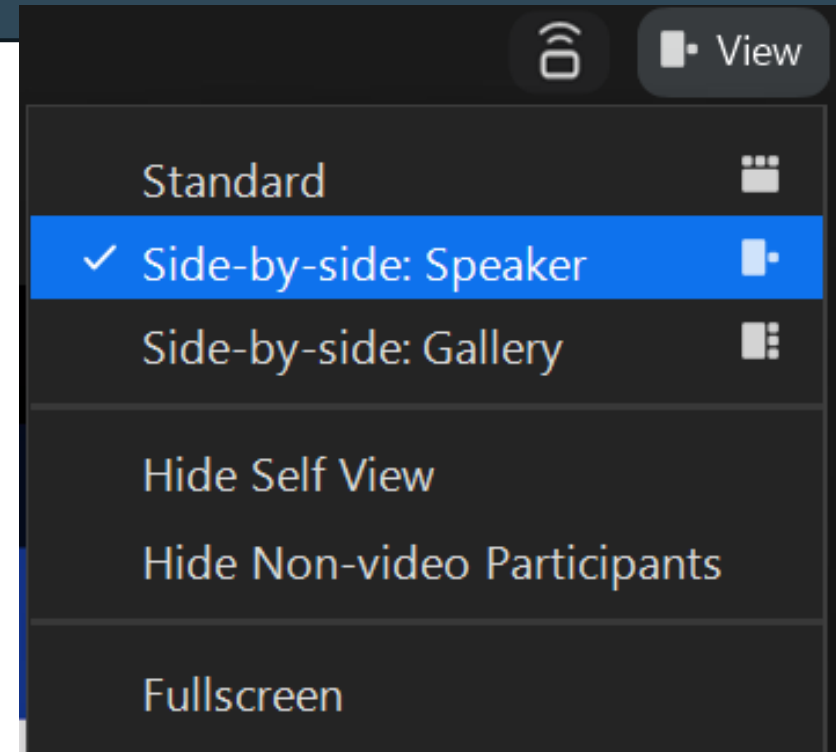 View
Standard
Side-by-side: Speaker
Side-by-side: Gallery
Hide Self View
Hide Non-video Participants
Fullscreen